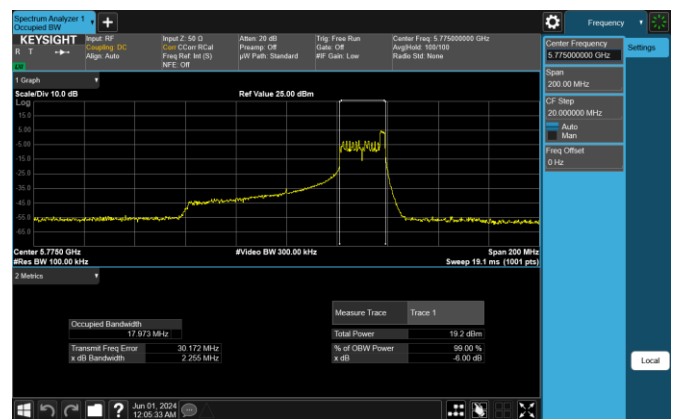 Spectrum Analyzer 1
Occupied BW
Frequency
KEYSIGHT
R T
Input: RF
Coupling: DC
Align: Auto
Input Z: 50 Ω
Corr CCorr RCal
Freq Ref: Int (S)
NFE: Off
Atten: 20 dB
Preamp: Off
µW Path: Standard
Trig: Free Run
Gate: Off
#IF Gain: Low
Center Freq: 5.775000000 GHz
Avg|Hold: 100/100
Radio Std: None
1 Graph
Scale/Div 10.0 dB
Ref Value 25.00 dBm
Log
15.0
5.00
-5.00
-15.0
-25.0
-35.0
-45.0
-55.0
-65.0
Center 5.7750 GHz
#Video BW 300.00 kHz
Span 200 MHz
#Res BW 100.00 kHz
Sweep 19.1 ms (1001 pts)
2 Metrics
Measure Trace
Trace 1
Occupied Bandwidth
17.973 MHz
Total Power
19.2 dBm
Transmit Freq Error
30.172 MHz
% of OBW Power
99.00 %
x dB Bandwidth
2.255 MHz
x dB
-6.00 dB
Center Frequency
5.775000000 GHz
Settings
Span
200.00 MHz
CF Step
20.000000 MHz
Auto
Man
Freq Offset
0 Hz
Local
?
Jun 01, 2024
12:05:33 AM